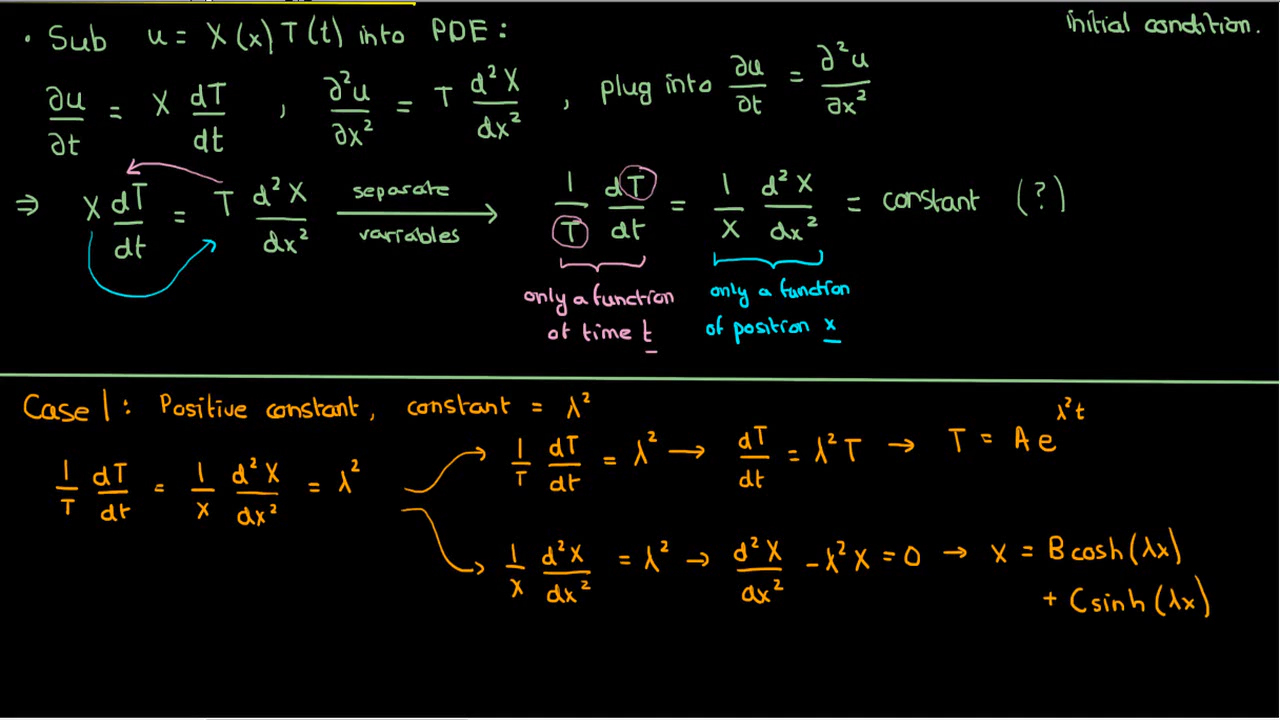 initial condition.
• Sub u = X(x) T(t) into PDE:
∂u/∂t = X dT/dt , ∂²u/∂x² = T d²X/dx² , plug into ∂u/∂t = ∂²u/∂x²
⇒ X dT/dt = T d²X/dx² separate variables → 1/T dT/dt = 1/X d²X/dx² = constant (?)
only a function
of time t
only a function
of position x
Case 1: Positive constant, constant = λ²
1/T dT/dt = 1/X d²X/dx² = λ²
1/T dT/dt = λ² → dT/dt = λ²T → T = Ae^(λ²t)
1/X d²X/dx² = λ² → d²X/dx² - λ²X = 0 → X = Bcosh(λx)
+ Csinh(λx)